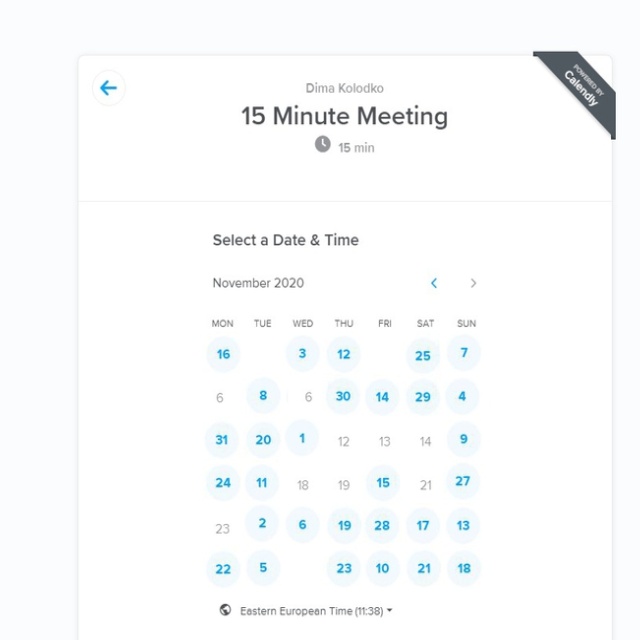 POWERED BY
Calendly
Dima Kolodko
15 Minute Meeting
15 min
Select a Date & Time
November 2020
MON TUE WED THU FRI SAT SUN
16 3 12 25 7
6 8 6 30 14 29 4
31 20 1 12 13 14 9
24 11 18 19 15 21 27
23 2 6 19 28 17 13
22 5 23 10 21 18
Eastern European Time (11:38)